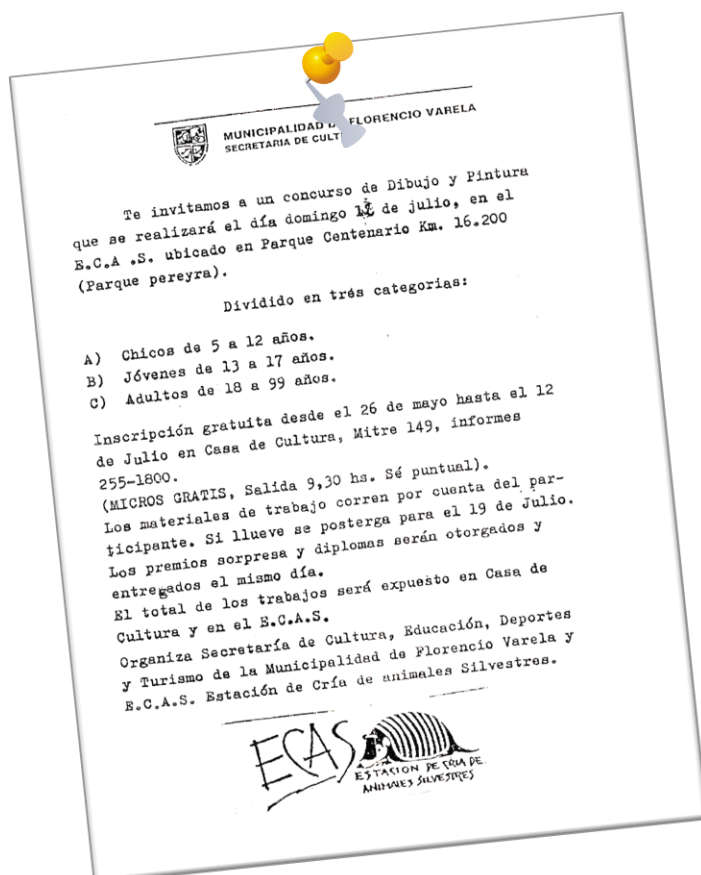 MUNICIPALIDAD D FLORENCIO VARELA
SECRETARIA DE CULT
Te invitamos a un concurso de Dibujo y Pintura
que se realizará el día domingo de julio, en el
E.C.A .S. ubicado en Parque Centenario Km. 16.200
(Parque pereyra).
Dividido en tres categorias:
A) Chicos de 5 a 12 años.
B) Jóvenes de 13 a 17 años.
C) Adultos de 18 a 99 años.
Inscripción gratuita desde el 26 de mayo hasta el 12
de Julio en Casa de Cultura, Mitre 149, informes
255-1800.
(MICROS GRATIS, Salida 9,30 hs. Sé puntual).
Los materiales de trabajo corren por cuenta del par-
ticipante. Si llueve se posterga para el 19 de Julio.
Los premios sorpresa y diplomas serán otorgados y
entregados el mismo día.
El total de los trabajos será expuesto en Casa de
Cultura y en el E.C.A.S.
Organiza Secretaría de Cultura, Educación, Deportes
y Turismo de la Municipalidad de Florencio Varela y
E.C.A.S. Estación de Cría de animales Silvestres.
ECAS
ESTACION DE CRIA DE
ANIMALES SILVESTRES